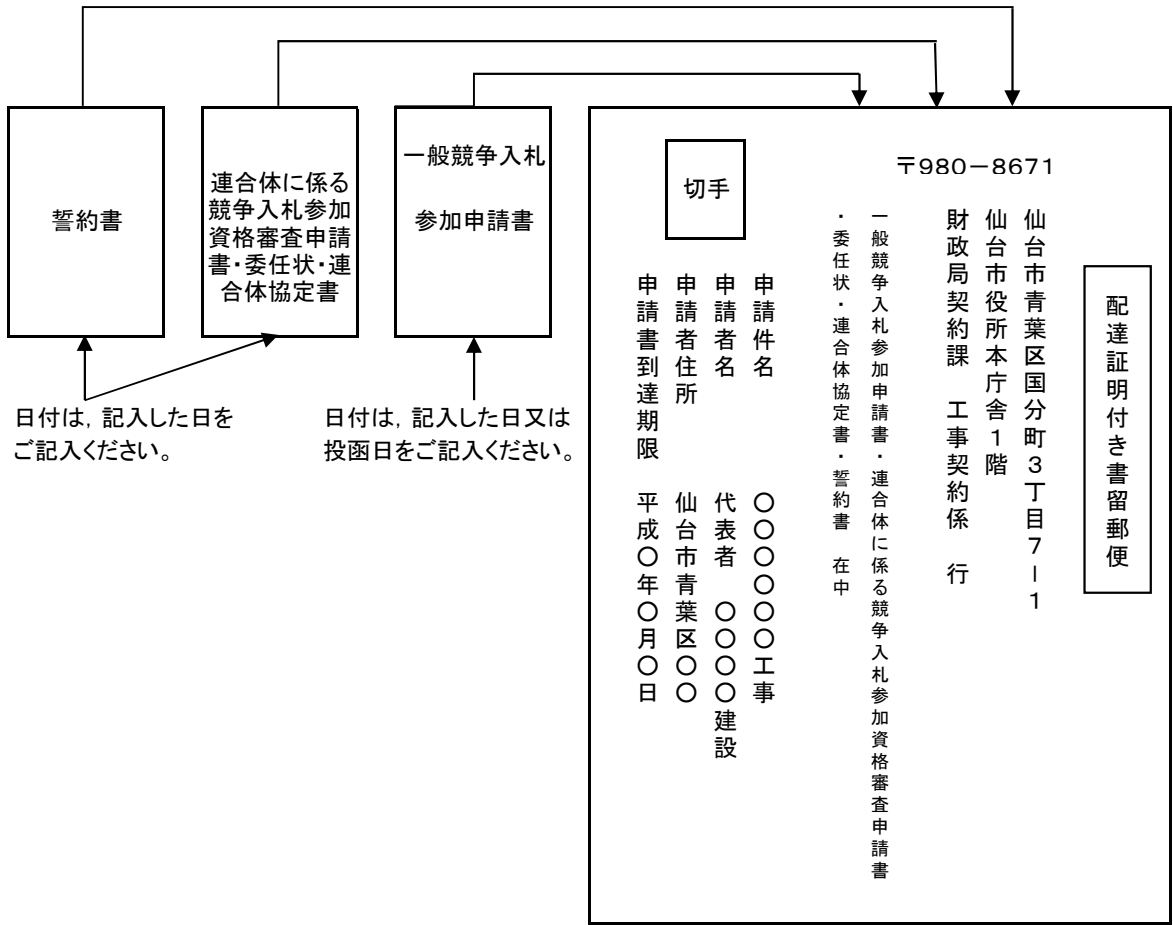 誓約書
連合体に係る
競争入札参加
資格審査申請
書・委任状・連
合体協定書
一般競争入札
参加申請書
日付は，記入した日を
ご記入ください。
日付は，記入した日又は
投函日をご記入ください。
配達証明付き書留郵便
〒980－8671
仙台市青葉区国分町３丁目７－１
仙台市役所本庁舎１階
財政局契約課　工事契約係　行
一般競争入札参加申請書・連合体に係る競争入札参加資格審査申請書
・委任状・連合体協定書・誓約書　在中
切手
申請件名　〇〇〇〇〇〇工事
申請者名　代表者　〇〇〇〇建設
申請者住所　仙台市青葉区〇〇
申請書到達期限　平成〇年〇月〇日